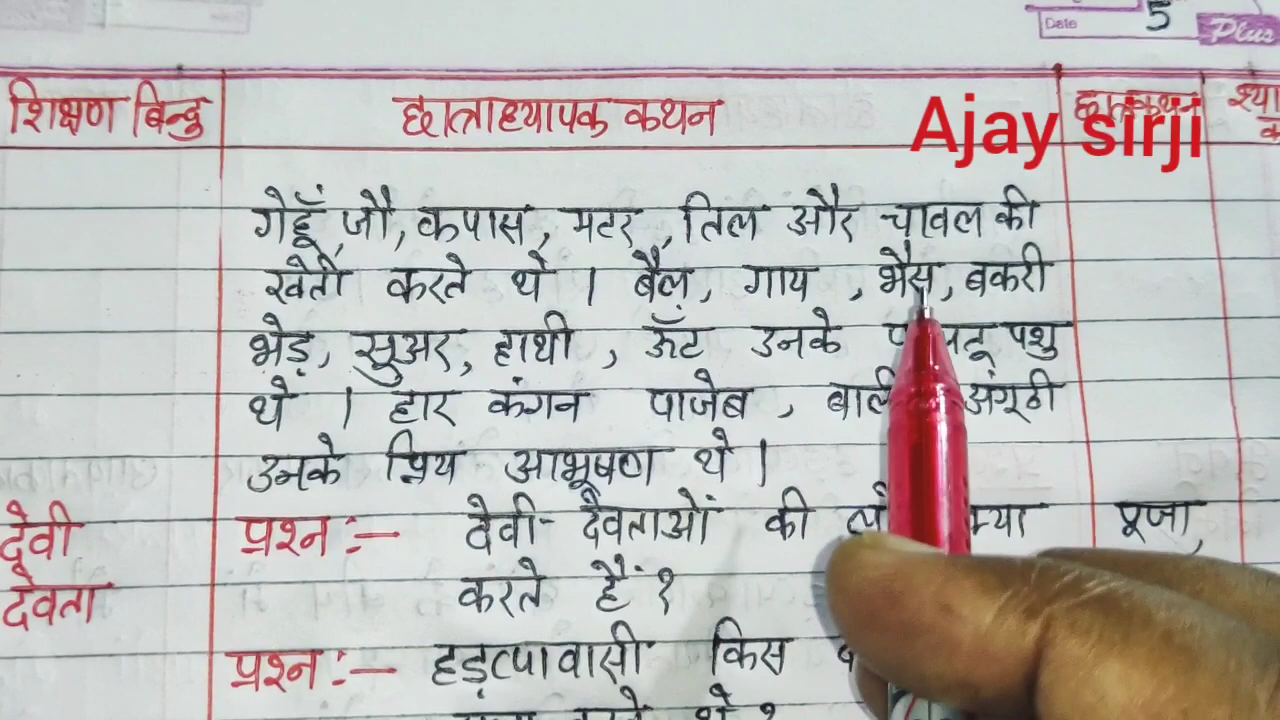 Date 5
Plus
शिक्षण बिन्दु छात्राध्यापक कथन छात्रकथन श्या
Ajay sirji
गेहूँ, जौ, कपास, मटर, तिल और चावल की
खेती करते थे । बैल, गाय, भैंस, बकरी
भेड़, सुअर, हाथी, ऊँट उनके पशु
थे । हार कंगन पाजेब, बाली अंगूठी
उनके प्रिय आभूषण थे ।
देवी प्रश्न :- देवी-देवताओं की पूजा,
देवता करते हैं ?
प्रश्न :- हड़प्पावासी किस